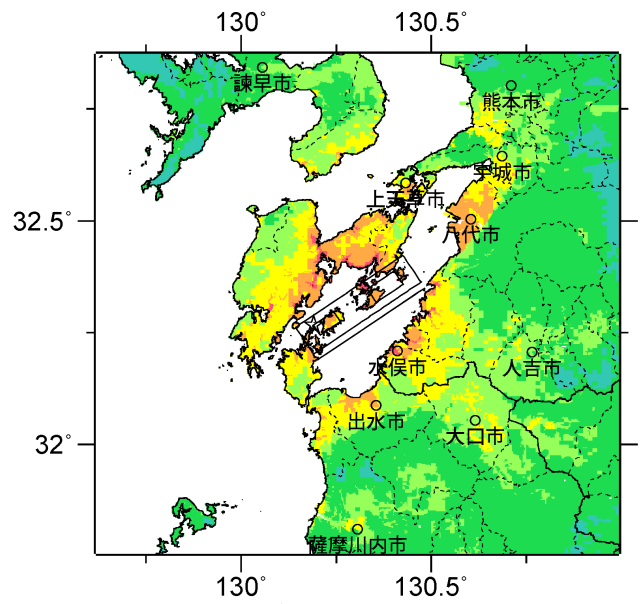 130° 130.5°
諫早市
熊本市
宇城市
上天草市
32.5°
八代市
水俣市 人吉市
出水市 大口市
32°
薩摩川内市
130° 130.5°